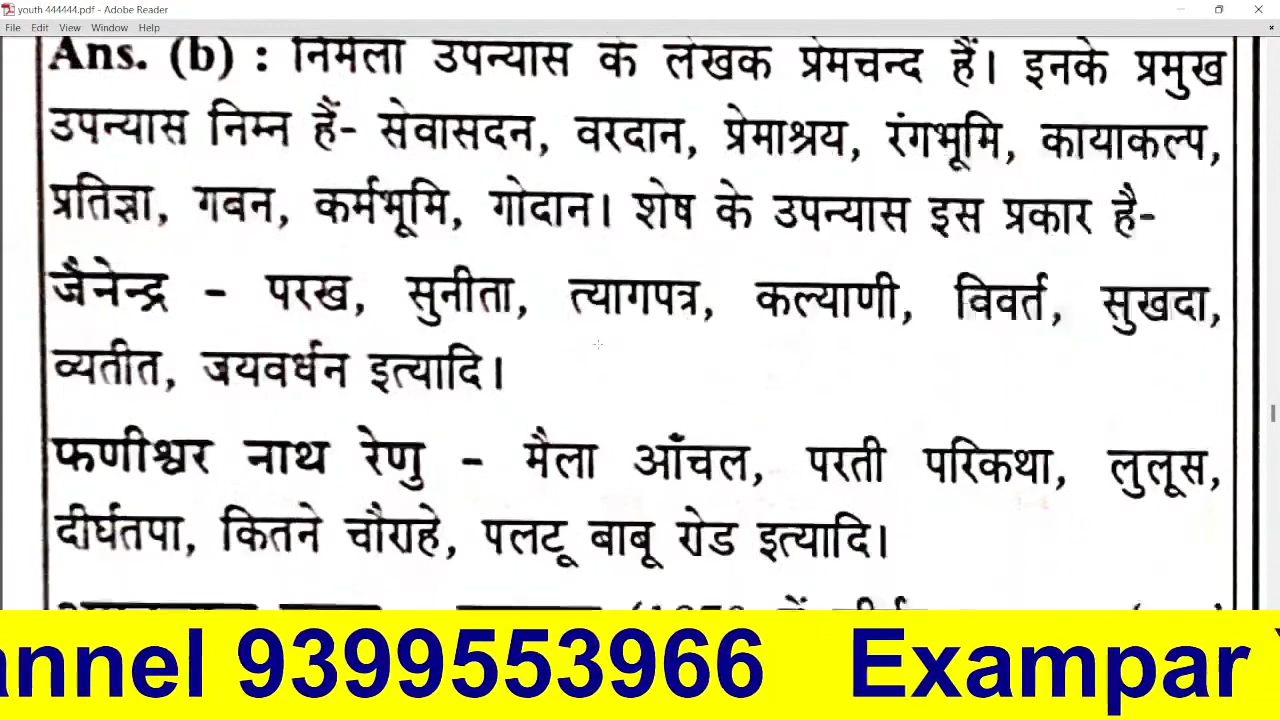 youth 444444.pdf - Adobe Reader
File Edit View Window Help
Ans. (b) : निर्मला उपन्यास के लेखक प्रेमचन्द हैं। इनके प्रमुख
उपन्यास निम्न हैं- सेवासदन, वरदान, प्रेमाश्रय, रंगभूमि, कायाकल्प,
प्रतिज्ञा, गवन, कर्मभूमि, गोदान। शेष के उपन्यास इस प्रकार है-
जैनेन्द्र - परख, सुनीता, त्यागपत्र, कल्याणी, विवर्त, सुखदा,
व्यतीत, जयवर्धन इत्यादि।
फणीश्वर नाथ रेणु - मैला आँचल, परती परिकथा, लुलूस,
दीर्घतपा, कितने चौराहे, पलटू बाबू रोड इत्यादि।
annel 9399553966 Exampar